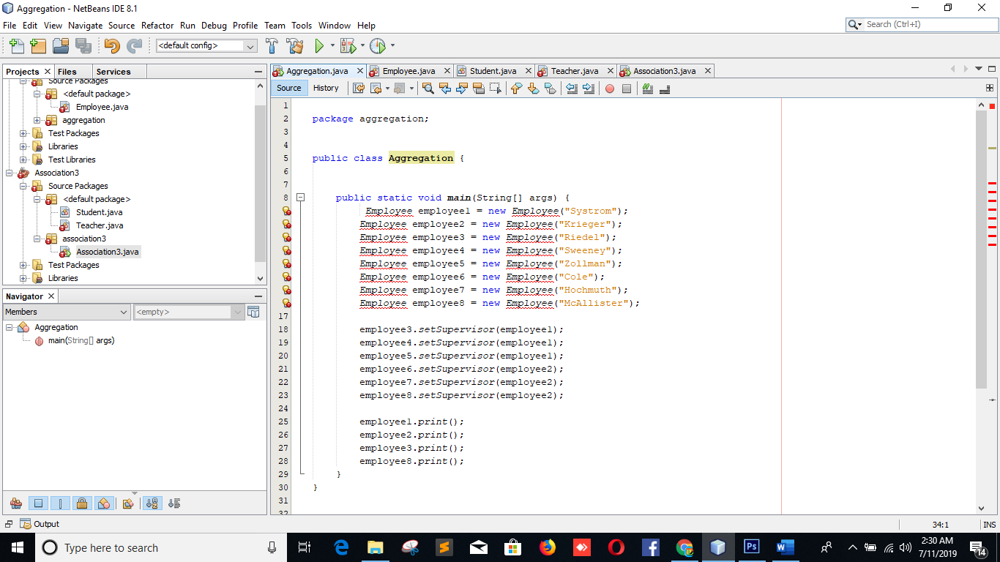 Aggregation - NetBeans IDE 8.1
File Edit View Navigate Source Refactor Run Debug Profile Team Tools Window Help
Search (Ctrl+I)
<default config>
Projects Files Services
Source Packages
<default package>
Employee.java
aggregation
Test Packages
Libraries
Test Libraries
Association3
Source Packages
<default package>
Student.java
Teacher.java
association3
Association3.java
Test Packages
Libraries
Navigator
Members
<empty>
Aggregation
main(String[] args)
Aggregation.java Employee.java Student.java Teacher.java Association3.java
Source History
1
2 package aggregation;
3
4
5 public class Aggregation {
6
7
8 public static void main(String[] args) {
Employee employee1 = new Employee("Systrom");
Employee employee2 = new Employee("Krieger");
Employee employee3 = new Employee("Riedel");
Employee employee4 = new Employee("Sweeney");
Employee employee5 = new Employee("Zollman");
Employee employee6 = new Employee("Cole");
Employee employee7 = new Employee("Hochmuth");
Employee employee8 = new Employee("McAllister");
17
18 employee3.setSupervisor(employee1);
19 employee4.setSupervisor(employee1);
20 employee5.setSupervisor(employee1);
21 employee6.setSupervisor(employee2);
22 employee7.setSupervisor(employee2);
23 employee8.setSupervisor(employee2);
24
25 employee1.print();
26 employee2.print();
27 employee3.print();
28 employee8.print();
29 }
30 }
31
32
Output
34:1 INS
Type here to search
Ps
2:30 AM
7/11/2019
14